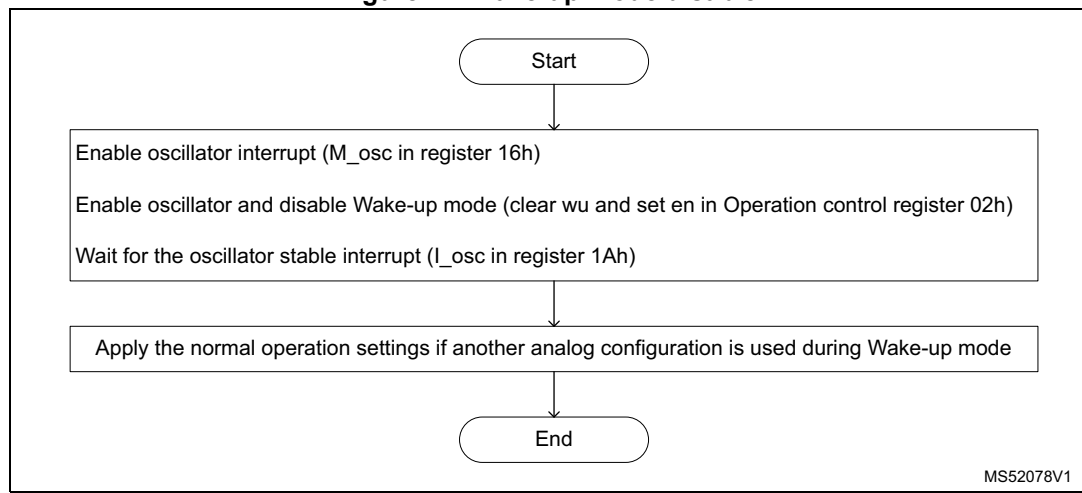 Start
Enable oscillator interrupt (M_osc in register 16h)
Enable oscillator and disable Wake-up mode (clear wu and set en in Operation control register 02h)
Wait for the oscillator stable interrupt (I_osc in register 1Ah)
Apply the normal operation settings if another analog configuration is used during Wake-up mode
End
MS52078V1